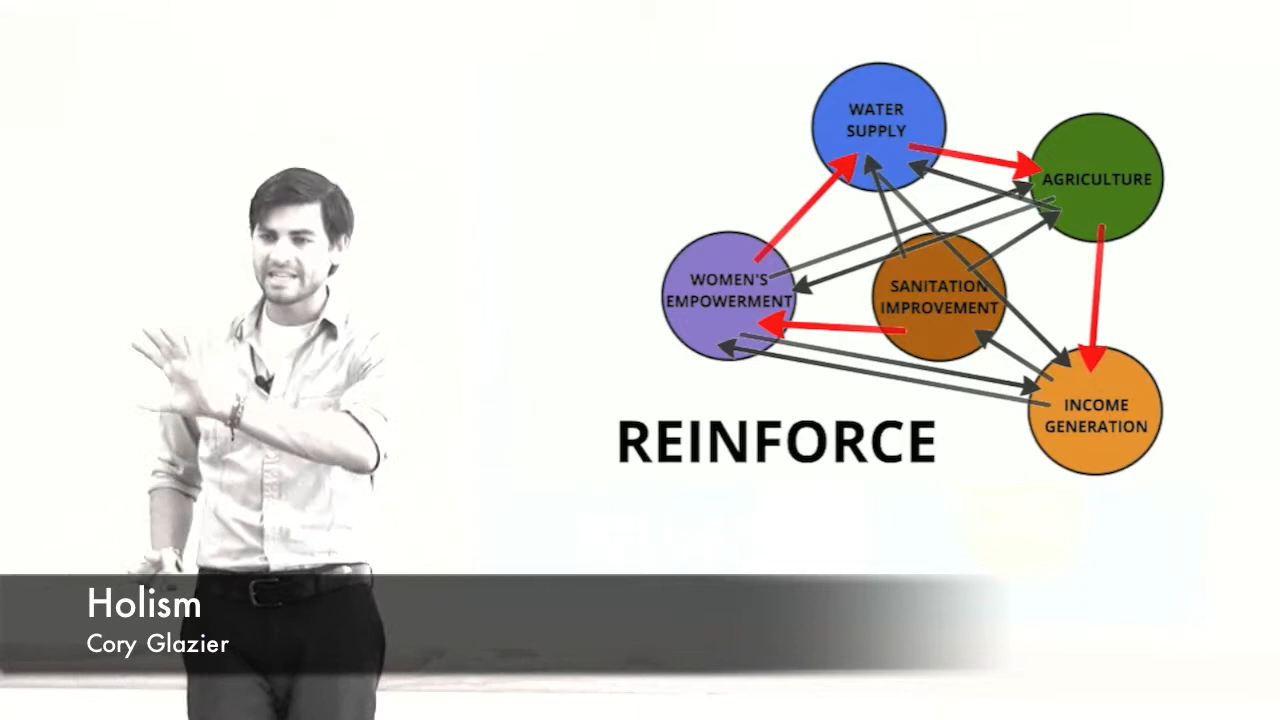 WATER
SUPPLY
AGRICULTURE
WOMEN'S
EMPOWERMENT
SANITATION
IMPROVEMENT
INCOME
GENERATION
REINFORCE
Holism
Cory Glazier